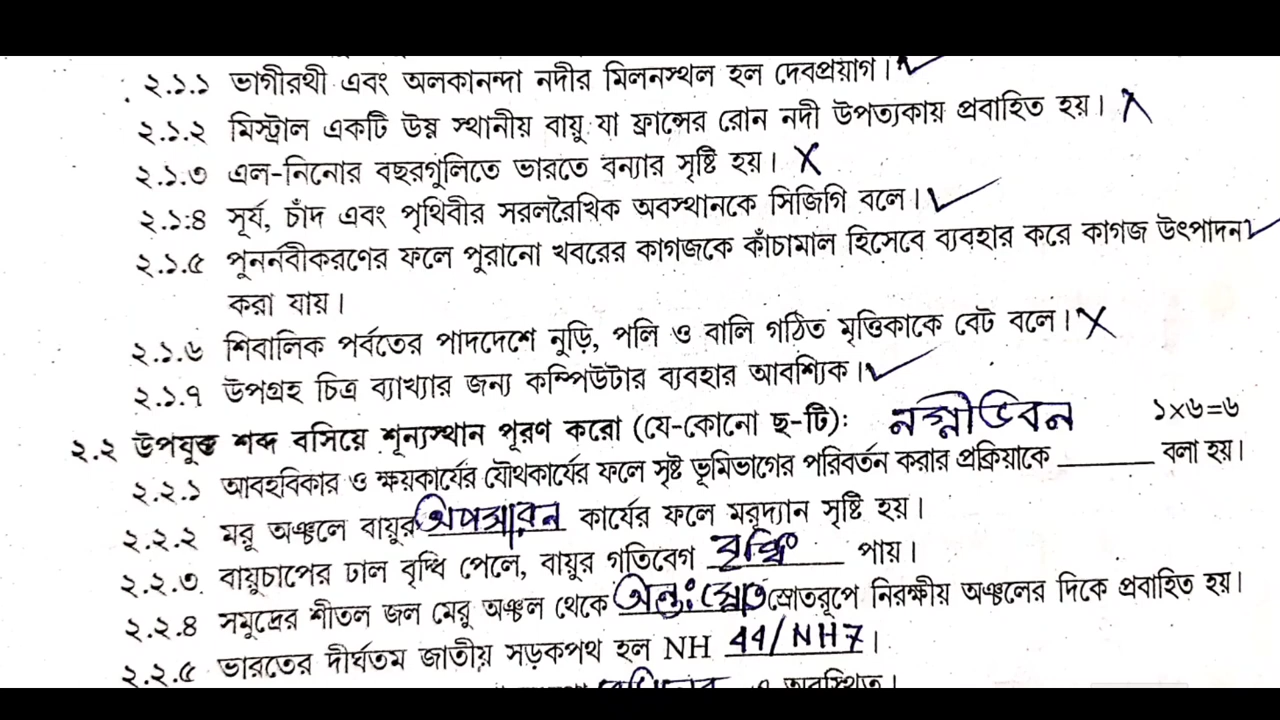 ২.১.১ ভাগীরথী এবং অলকানন্দা নদীর মিলনস্থল হল দেবপ্রয়াগ। ✓
২.১.২ মিস্ট্রাল একটি উষ্ণ স্থানীয় বায়ু যা ফ্রান্সের রোন নদী উপত্যকায় প্রবাহিত হয়। X
২.১.৩ এল-নিনোর বছরগুলিতে ভারতে বন্যার সৃষ্টি হয়। X
২.১.৪ সূর্য, চাঁদ এবং পৃথিবীর সরলরৈখিক অবস্থানকে সিজিগি বলে। ✓
২.১.৫ পুনর্নবীকরণের ফলে পুরানো খবরের কাগজকে কাঁচামাল হিসেবে ব্যবহার করে কাগজ উৎপাদন ✓
করা যায়।
২.১.৬ শিবালিক পর্বতের পাদদেশে নুড়ি, পলি ও বালি গঠিত মৃত্তিকাকে বেট বলে। X
২.১.৭ উপগ্রহ চিত্র ব্যাখ্যার জন্য কম্পিউটার ব্যবহার আবশ্যিক। ✓
২.২ উপযুক্ত শব্দ বসিয়ে শূন্যস্থান পূরণ করো (যে-কোনো ছ-টি): নগ্নীভবন ১×৬=৬
২.২.১ আবহবিকার ও ক্ষয়কার্যের যৌথকার্যের ফলে সৃষ্ট ভূমিভাগের পরিবর্তন করার প্রক্রিয়াকে ______ বলা হয়।
২.২.২ মরু অঞ্চলে বায়ুর অপসারন কার্যের ফলে মরূদ্যান সৃষ্টি হয়।
২.২.৩ বায়ুচাপের ঢাল বৃদ্ধি পেলে, বায়ুর গতিবেগ বৃদ্ধি পায়।
২.২.৪ সমুদ্রের শীতল জল মেরু অঞ্চল থেকে অন্তঃস্রোত স্রোতরূপে নিরক্ষীয় অঞ্চলের দিকে প্রবাহিত হয়।
২.২.৫ ভারতের দীর্ঘতম জাতীয় সড়কপথ হল NH 44/NH7।
এ অবস্থিত।